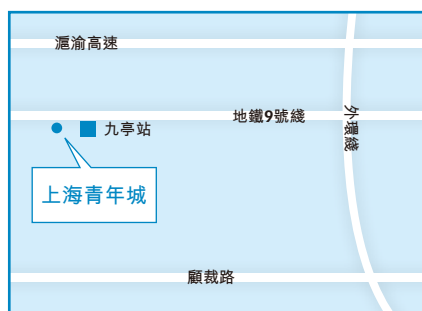 滬渝高速
地鐵9號綫
外環綫
九亭站
上海青年城
顧裁路